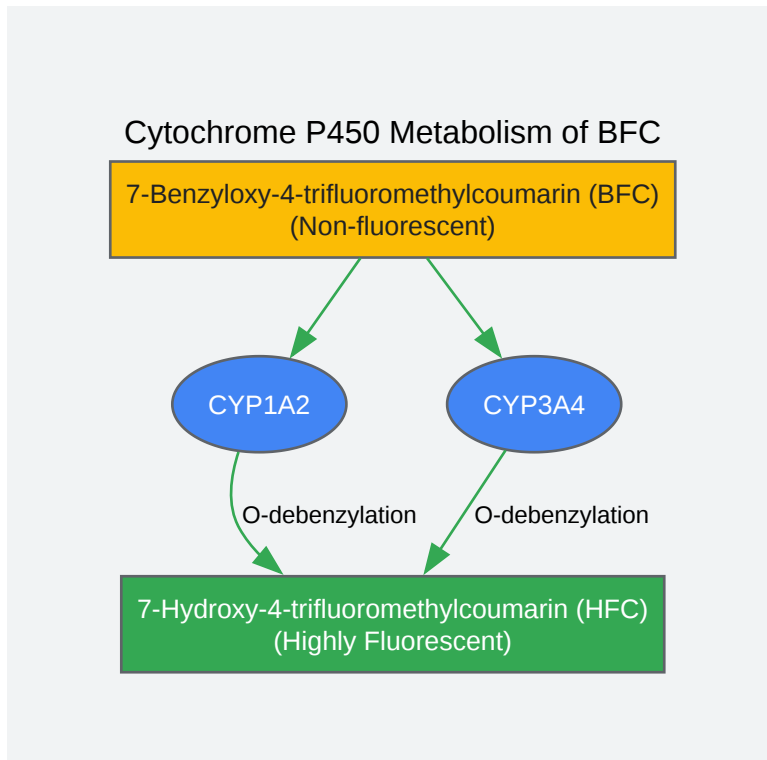 Cytochrome P450 Metabolism of BFC
7-Benzyloxy-4-trifluoromethylcoumarin (BFC)
(Non-fluorescent)
CYP1A2
CYP3A4
O-debenzylation
O-debenzylation
7-Hydroxy-4-trifluoromethylcoumarin (HFC)
(Highly Fluorescent)